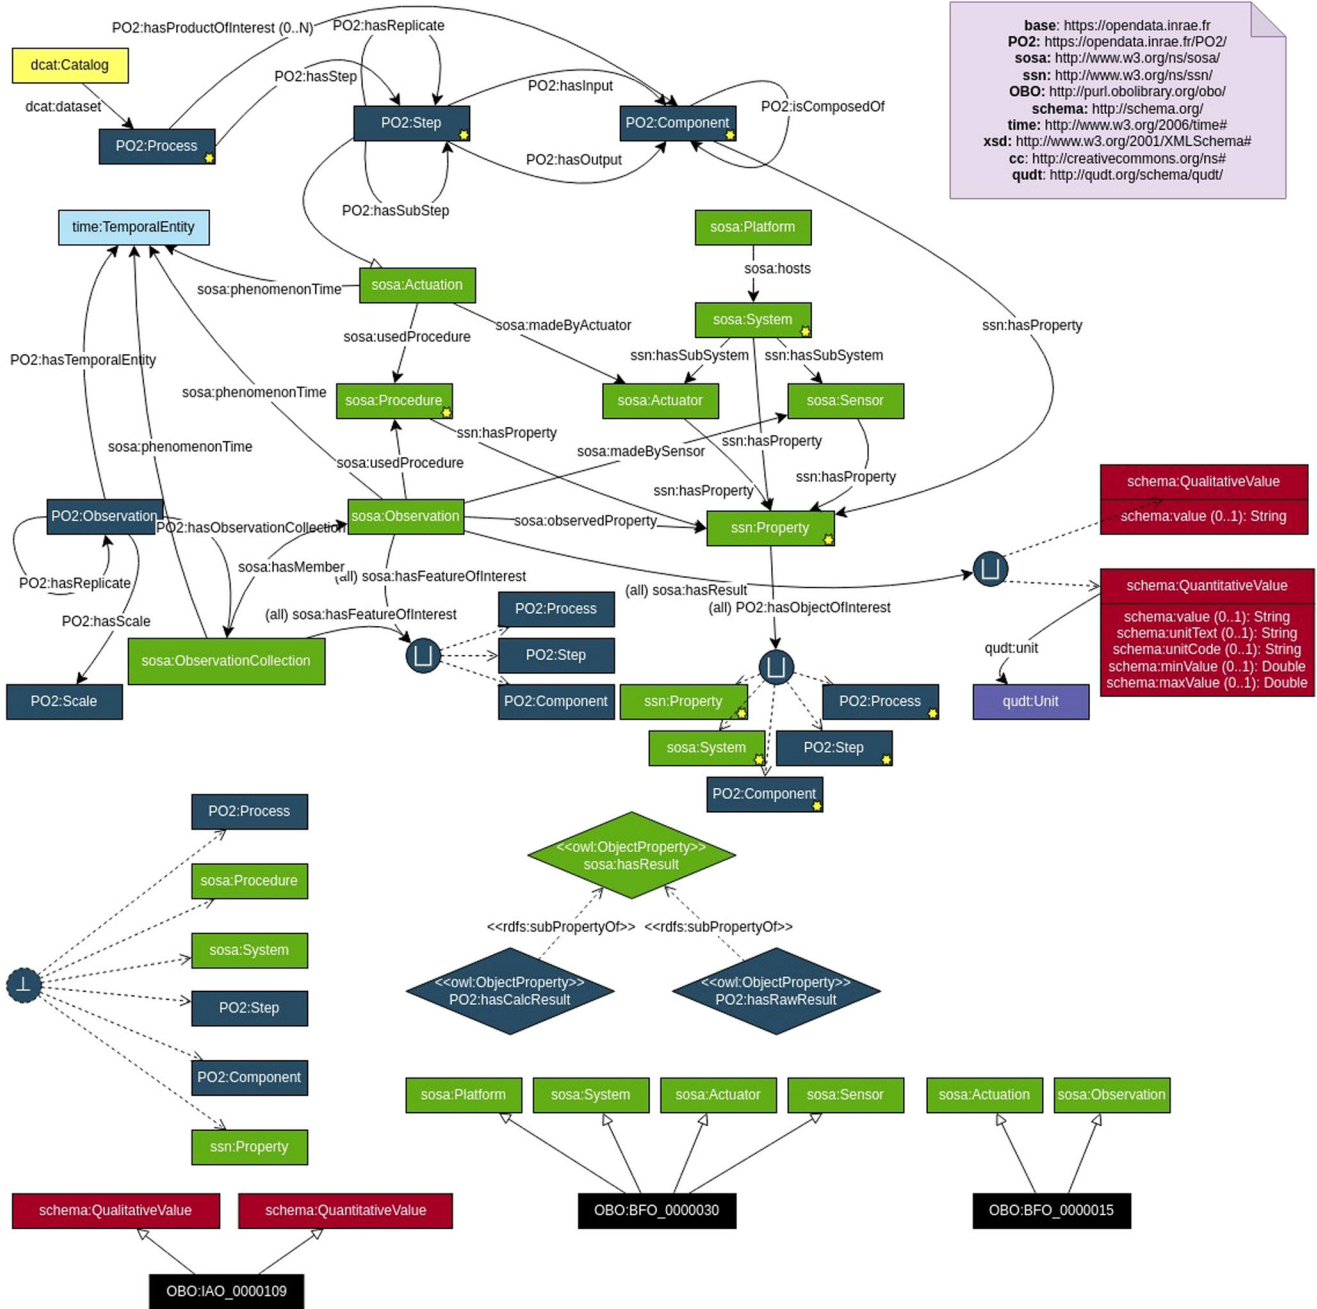 PO2:hasProductOfInterest (0..N)
PO2:hasReplicate
dcat:Catalog
PO2:hasStep
PO2:hasInput
dcat:dataset
PO2:isComposedOf
PO2:Step
PO2:Component
PO2:Process
PO2:hasOutput
PO2:hasSubStep
base: https://opendata.inrae.fr
PO2: https://opendata.inrae.fr/PO2/
sosa: http://www.w3.org/ns/sosa/
ssn: http://www.w3.org/ns/ssn/
OBO: http://purl.obolibrary.org/obo/
schema: http://schema.org/
time: http://www.w3.org/2006/time#
xsd: http://www.w3.org/2001/XMLSchema#
cc: http://creativecommons.org/ns#
qudt: http://qudt.org/schema/qudt/
time:TemporalEntity
sosa:Platform
sosa:hosts
sosa:phenomenonTime
sosa:Actuation
sosa:System
sosa:madeByActuator
ssn:hasProperty
sosa:usedProcedure
PO2:hasTemporalEntity
ssn:hasSubSystem
ssn:hasSubSystem
sosa:phenomenonTime
sosa:Procedure
sosa:Actuator
sosa:Sensor
sosa:phenomenonTime
ssn:hasProperty
ssn:hasProperty
sosa:madeBySensor
sosa:usedProcedure
ssn:hasProperty
ssn:hasProperty
schema:QualitativeValue
schema:value (0..1): String
PO2:Observation
PO2:hasObservationCollection
sosa:Observation
sosa:observedProperty
ssn:Property
sosa:hasMember
(all) sosa:hasFeatureOfInterest
PO2:hasReplicate
(all) sosa:hasResult
(all) PO2:hasObjectOfInterest
schema:QuantitativeValue
schema:value (0..1): String
schema:unitText (0..1): String
schema:unitCode (0..1): String
schema:minValue (0..1): Double
schema:maxValue (0..1): Double
PO2:hasScale
(all) sosa:hasFeatureOfInterest
PO2:Process
PO2:Step
PO2:Component
qudt:unit
sosa:ObservationCollection
PO2:Scale
ssn:Property
PO2:Process
qudt:Unit
sosa:System
PO2:Step
PO2:Component
PO2:Process
sosa:Procedure
sosa:System
PO2:Step
PO2:Component
ssn:Property
<<owl:ObjectProperty>>
sosa:hasResult
<<rdfs:subPropertyOf>>
<<rdfs:subPropertyOf>>
<<owl:ObjectProperty>>
PO2:hasCalcResult
<<owl:ObjectProperty>>
PO2:hasRawResult
sosa:Platform
sosa:System
sosa:Actuator
sosa:Sensor
sosa:Actuation
sosa:Observation
schema:QualitativeValue
schema:QuantitativeValue
OBO:BFO_0000030
OBO:BFO_0000015
OBO:IAO_0000109